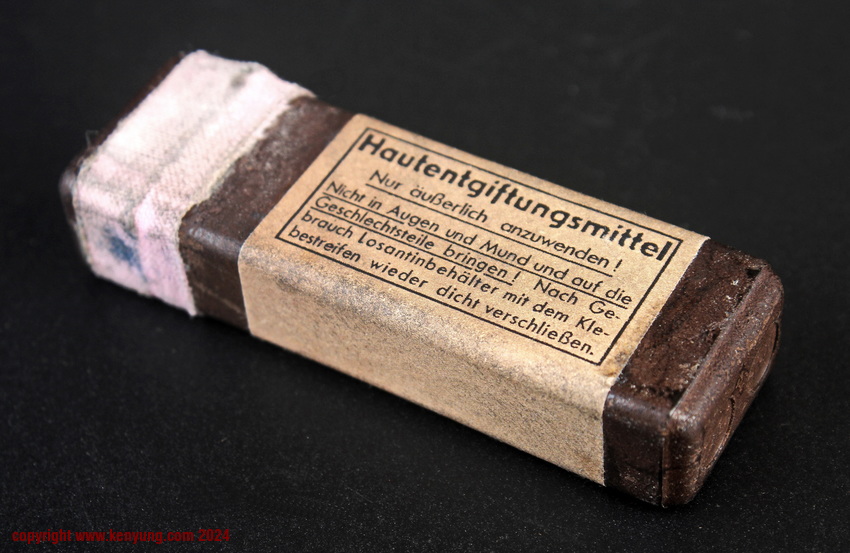 Hautentgiftungsmittel
Nur äußerlich anzuwenden!
Nicht in Augen und Mund und auf die
Geschlechtsteile bringen! Nach Ge-
brauch Losantinbehälter mit dem Kle-
bestreifen wieder dicht verschließen.
copyright www.kenyung.com 2024